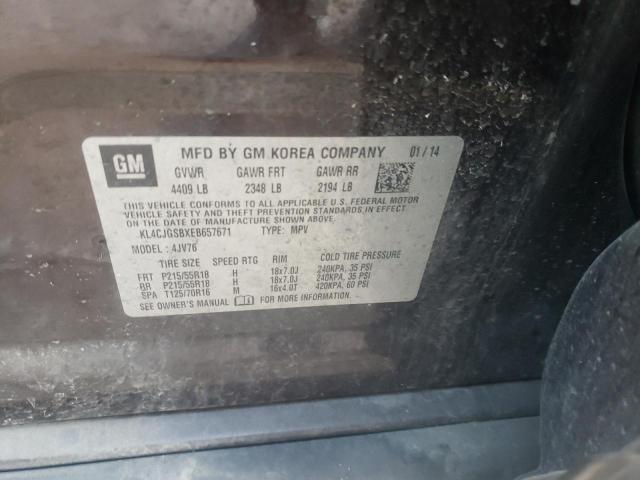 GM
MFD BY GM KOREA COMPANY 01/14
GVWR GAWR FRT GAWR RR
4409 LB 2348 LB 2194 LB
THIS VEHICLE CONFORMS TO ALL APPLICABLE U.S. FEDERAL MOTOR
VEHICLE SAFETY, BUMPER, AND THEFT PREVENTION STANDARDS IN EFFECT
ON THE DATE OF MANUFACTURE SHOWN ABOVE.
KL4CJGSBXEB657671 TYPE: MPV
MODEL: 4JV76
TIRE SIZE SPEED RTG RIM COLD TIRE PRESSURE
FRT P215/55R18 H 18x7.0J 240KPA, 35 PSI
RR P215/55R18 H 18x7.0J 240KPA, 35 PSI
SPA T125/70R16 M 16x4.0T 420KPA, 60 PSI
SEE OWNER'S MANUAL FOR MORE INFORMATION.